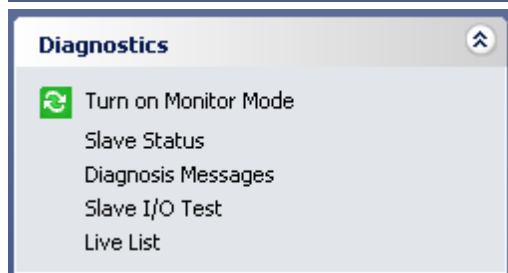 Diagnostics
Turn on Monitor Mode
Slave Status
Diagnosis Messages
Slave I/O Test
Live List